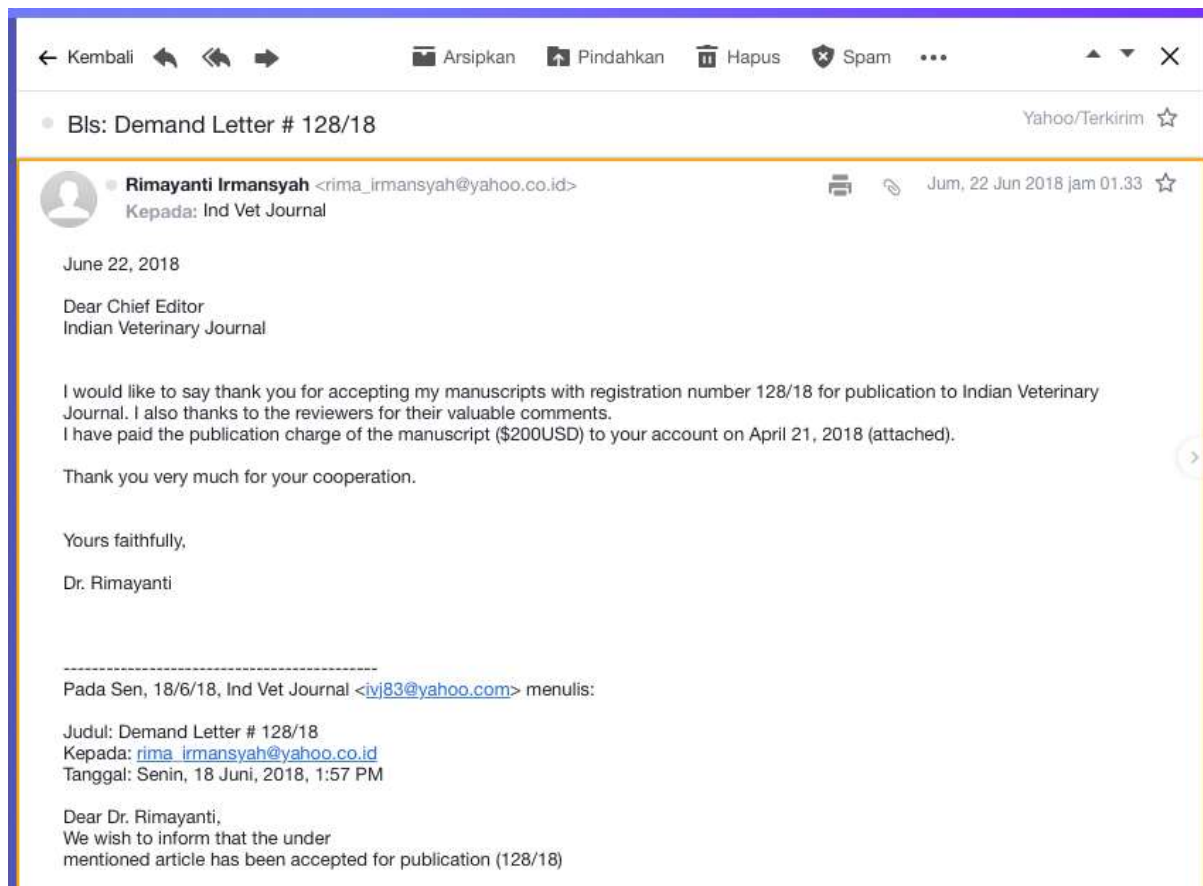 ← Kembali Arsipkan Pindahkan Hapus Spam •••
Bls: Demand Letter # 128/18 Yahoo/Terkirim
Rimayanti Irmansyah <rima_irmansyah@yahoo.co.id> Jum, 22 Jun 2018 jam 01.33
Kepada: Ind Vet Journal
June 22, 2018
Dear Chief Editor
Indian Veterinary Journal
I would like to say thank you for accepting my manuscripts with registration number 128/18 for publication to Indian Veterinary
Journal. I also thanks to the reviewers for their valuable comments.
I have paid the publication charge of the manuscript ($200USD) to your account on April 21, 2018 (attached).
Thank you very much for your cooperation.
Yours faithfully,
Dr. Rimayanti
---------------------------------------------
Pada Sen, 18/6/18, Ind Vet Journal <ivj83@yahoo.com> menulis:
Judul: Demand Letter # 128/18
Kepada: rima_irmansyah@yahoo.co.id
Tanggal: Senin, 18 Juni, 2018, 1:57 PM
Dear Dr. Rimayanti,
We wish to inform that the under
mentioned article has been accepted for publication (128/18)